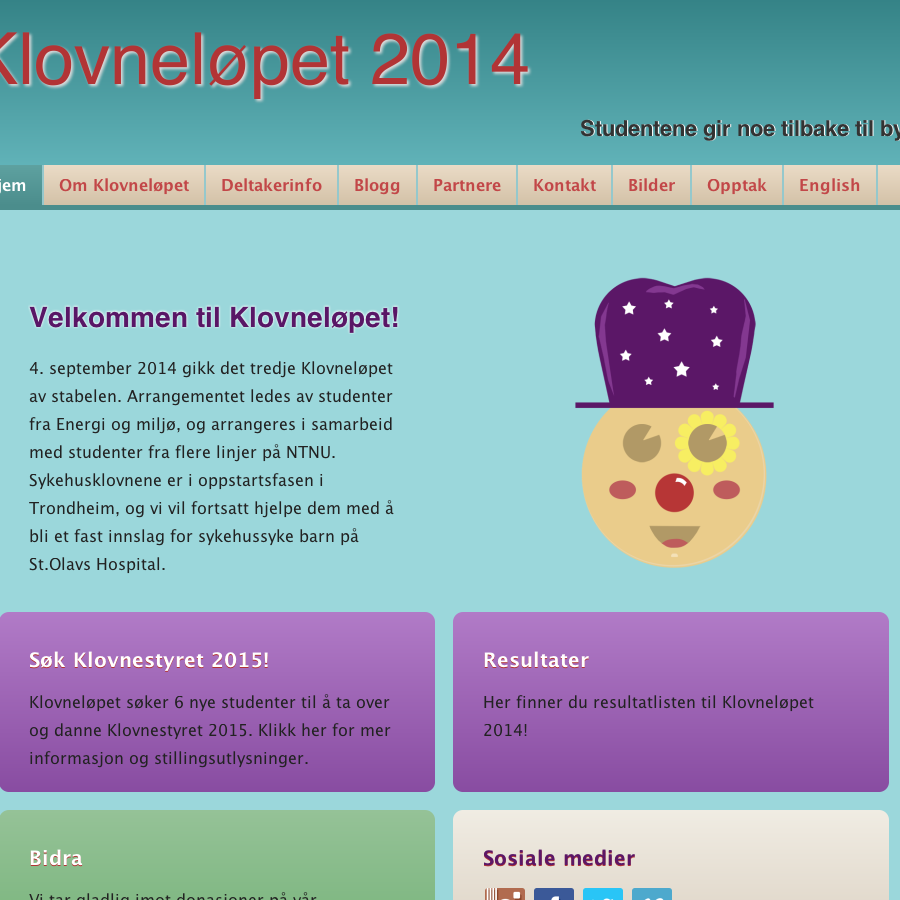 Klovneløpet 2014
Studentene gir noe tilbake til
Om Klovneløpet Deltakerinfo Blogg Partnere Kontakt Bilder Opptak English
Velkommen til Klovneløpet!
4. september 2014 gikk det tredje Klovneløpet
av stabelen. Arrangementet ledes av studenter
fra Energi og miljø, og arrangeres i samarbeid
med studenter fra flere linjer på NTNU.
Sykehusklovnene er i oppstartsfasen i
Trondheim, og vi vil fortsatt hjelpe dem med å
bli et fast innslag for sykehussyke barn på
St.Olavs Hospital.
Søk Klovnestyret 2015!
Klovneløpet søker 6 nye studenter til å ta over
og danne Klovnestyret 2015. Klikk her for mer
informasjon og stillingsutlysninger.
Resultater
Her finner du resultatlisten til Klovneløpet
2014!
Bidra
Vi tar gladlig imot donasjoner på vår
Sosiale medier